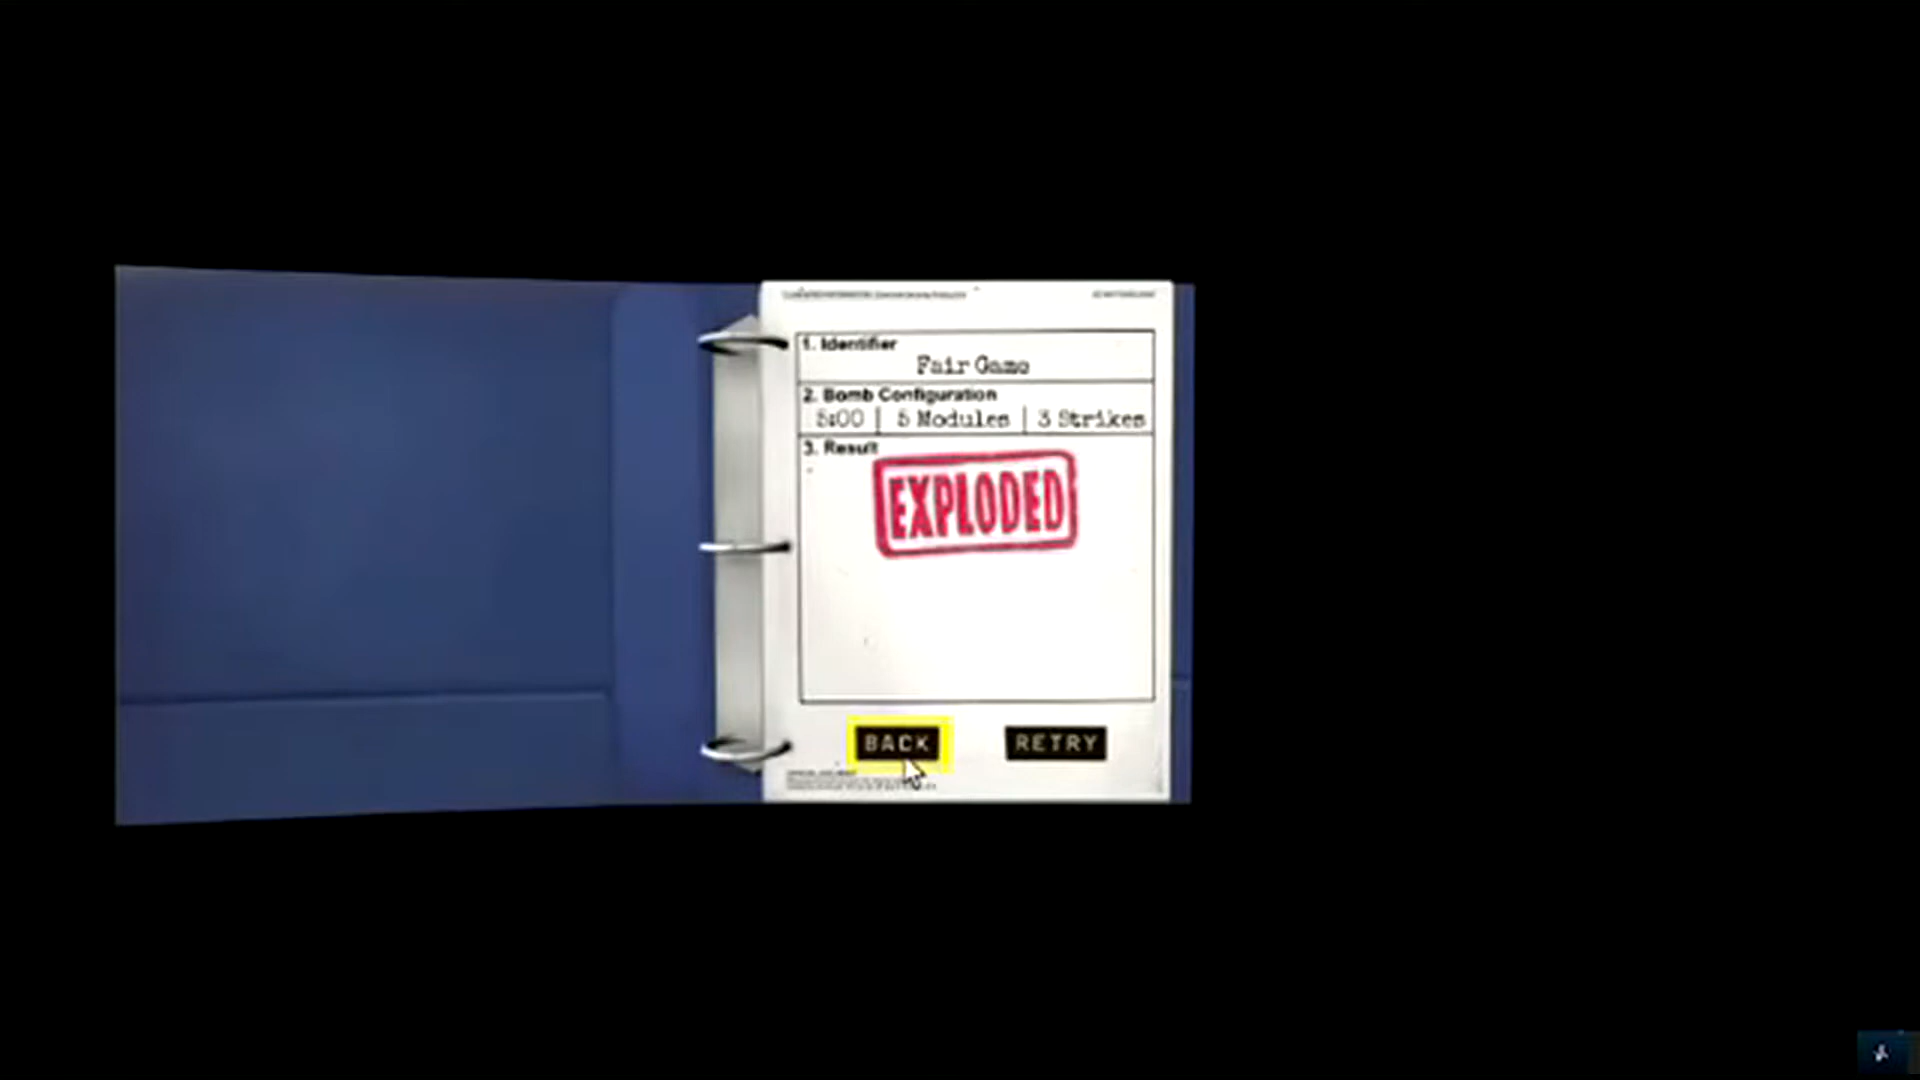 1. Identifier
Fair Game
2. Bomb Configuration
5:00 | 5 Modules | 3 Strikes
3. Result
EXPLODED
BACK RETRY